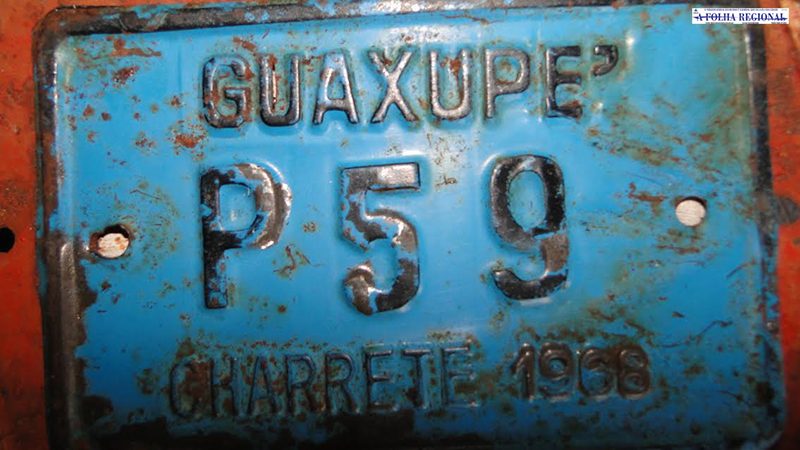 A FOLHA REGIONAL
GUAXUPE'
P 59
CHARRETE 1968